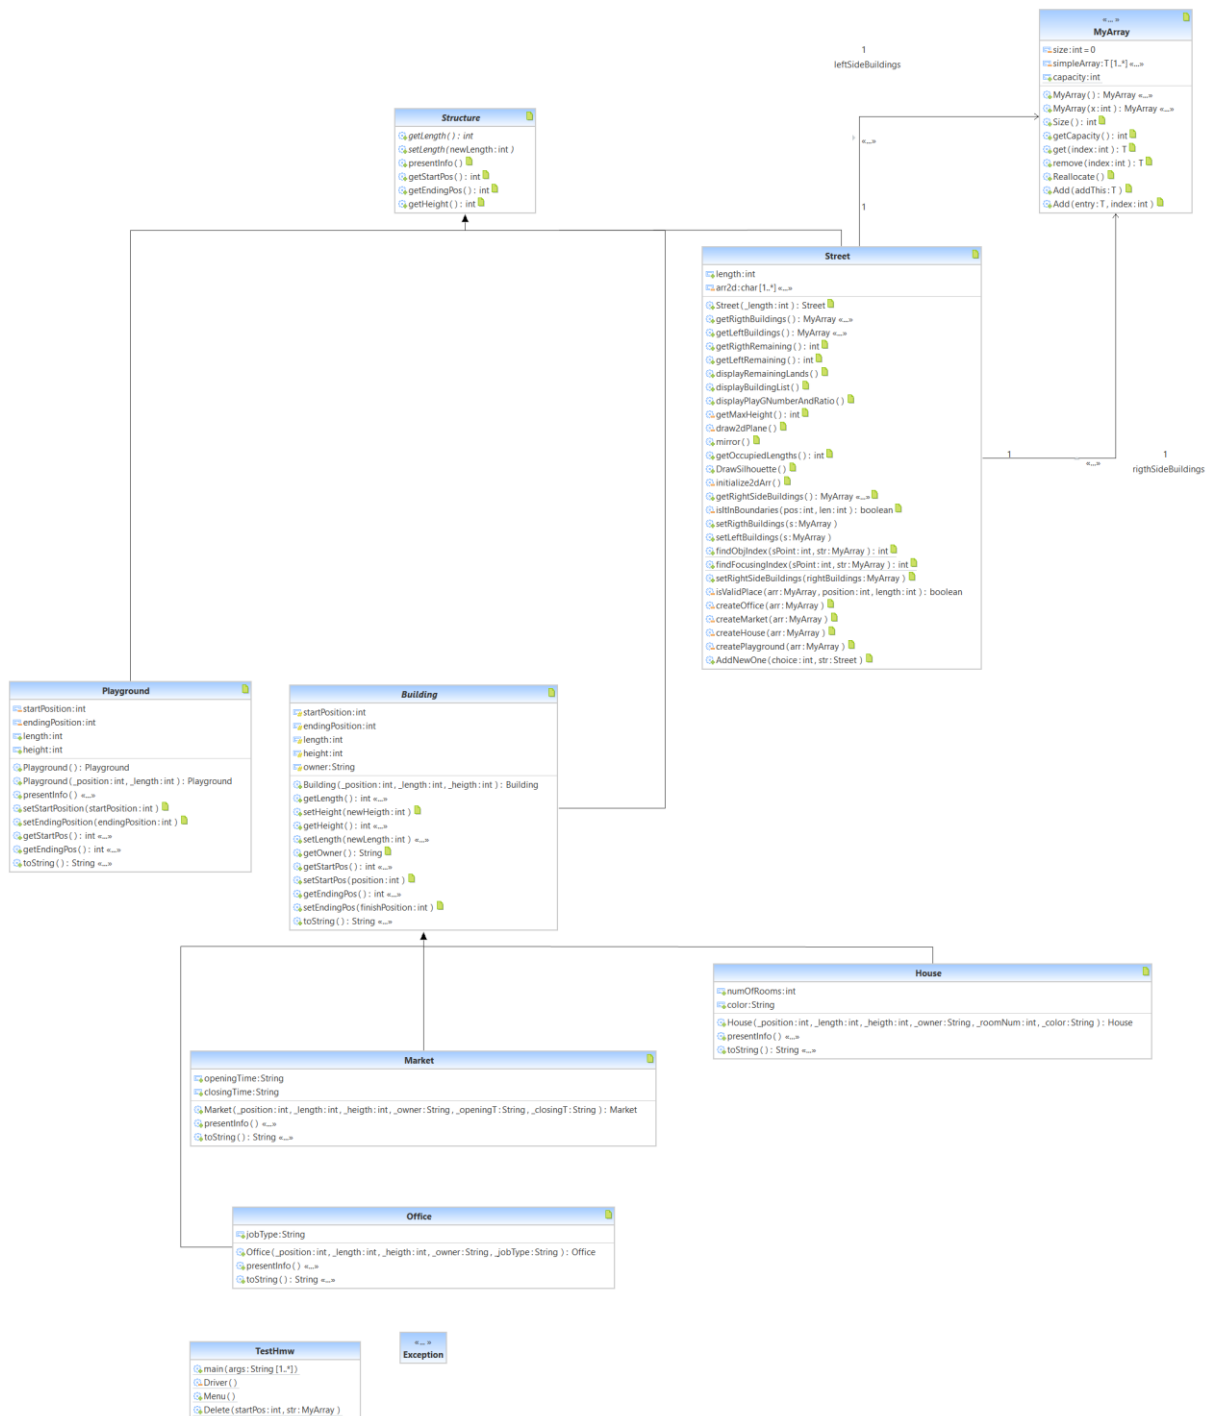 «... »
MyArray
size:int = 0
simpleArray:T[1..*] «...»
capacity:int
MyArray ( ) : MyArray «...»
MyArray ( x : int ) : MyArray «...»
Size ( ) : int
getCapacity ( ) : int
get ( index : int ) : T
remove ( index : int ) : T
Reallocate ( )
Add ( addThis : T )
Add ( entry : T , index : int )
1
leftSideBuildings
«...»
1
Structure
getLength ( ) : int
setLength ( newLength : int )
presentInfo ( )
getStartPos ( ) : int
getEndingPos ( ) : int
getHeight ( ) : int
Street
length:int
arr2d:char [1..*] «...»
Street ( _length : int ) : Street
getRigthBuildings ( ) : MyArray «...»
getLeftBuildings ( ) : MyArray «...»
getRigthRemaining ( ) : int
getLeftRemaining ( ) : int
displayRemainingLands ( )
displayBuildingList ( )
displayPlayGNumberAndRatio ( )
getMaxHeight ( ) : int
draw2dPlane ( )
mirror ( )
getOccupiedLengths ( ) : int
DrawSilhouette ( )
initialize2dArr ( )
getRightSideBuildings ( ) : MyArray «...»
isItInBoundaries ( pos : int , len : int ) : boolean
setRigthBuildings ( s : MyArray )
setLeftBuildings ( s : MyArray )
findObjIndex ( sPoint : int , str : MyArray ) : int
findFocusingIndex ( sPoint : int , str : MyArray ) : int
setRightSideBuildings ( rightBuildings : MyArray )
isValidPlace ( arr : MyArray , position : int , length : int ) : boolean
createOffice ( arr : MyArray )
createMarket ( arr : MyArray )
createHouse ( arr : MyArray )
createPlayground ( arr : MyArray )
AddNewOne ( choice : int , str : Street )
1
«...»
1
rigthSideBuildings
Playground
startPosition:int
endingPosition:int
length:int
height:int
Playground ( ) : Playground
Playground ( _position : int , _length : int ) : Playground
presentInfo ( ) «...»
setStartPosition ( startPosition : int )
setEndingPosition ( endingPosition : int )
getStartPos ( ) : int «...»
getEndingPos ( ) : int «...»
toString ( ) : String «...»
Building
startPosition:int
endingPosition:int
length:int
height:int
owner:String
Building ( _position : int , _length : int , _heigth : int ) : Building
getLength ( ) : int «...»
setHeight ( newHeigth : int )
getHeight ( ) : int «...»
setLength ( newLength : int ) «...»
getOwner ( ) : String
getStartPos ( ) : int «...»
setStartPos ( position : int )
getEndingPos ( ) : int «...»
setEndingPos ( finishPosition : int )
toString ( ) : String «...»
House
numOfRooms:int
color:String
House ( _position : int , _length : int , _heigth : int , _owner : String , _roomNum : int , _color : String ) : House
presentInfo ( ) «...»
toString ( ) : String «...»
Market
openingTime:String
closingTime:String
Market ( _position : int , _length : int , _heigth : int , _owner : String , _openingT : String , _closingT : String ) : Market
presentInfo ( ) «...»
toString ( ) : String «...»
Office
jobType:String
Office ( _position : int , _length : int , _heigth : int , _owner : String , _jobType : String ) : Office
presentInfo ( ) «...»
toString ( ) : String «...»
TestHmw
main ( args : String [1..*] )
Driver ( )
Menu ( )
Delete ( startPos : int , str : MyArray )
«... »
Exception